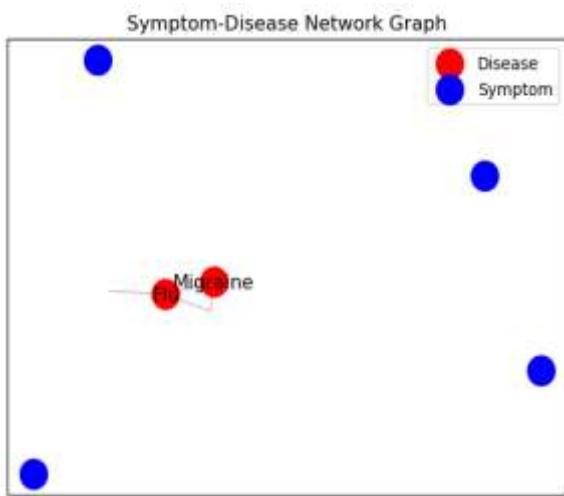 Symptom-Disease Network Graph
Disease
Symptom
Migraine
Flu